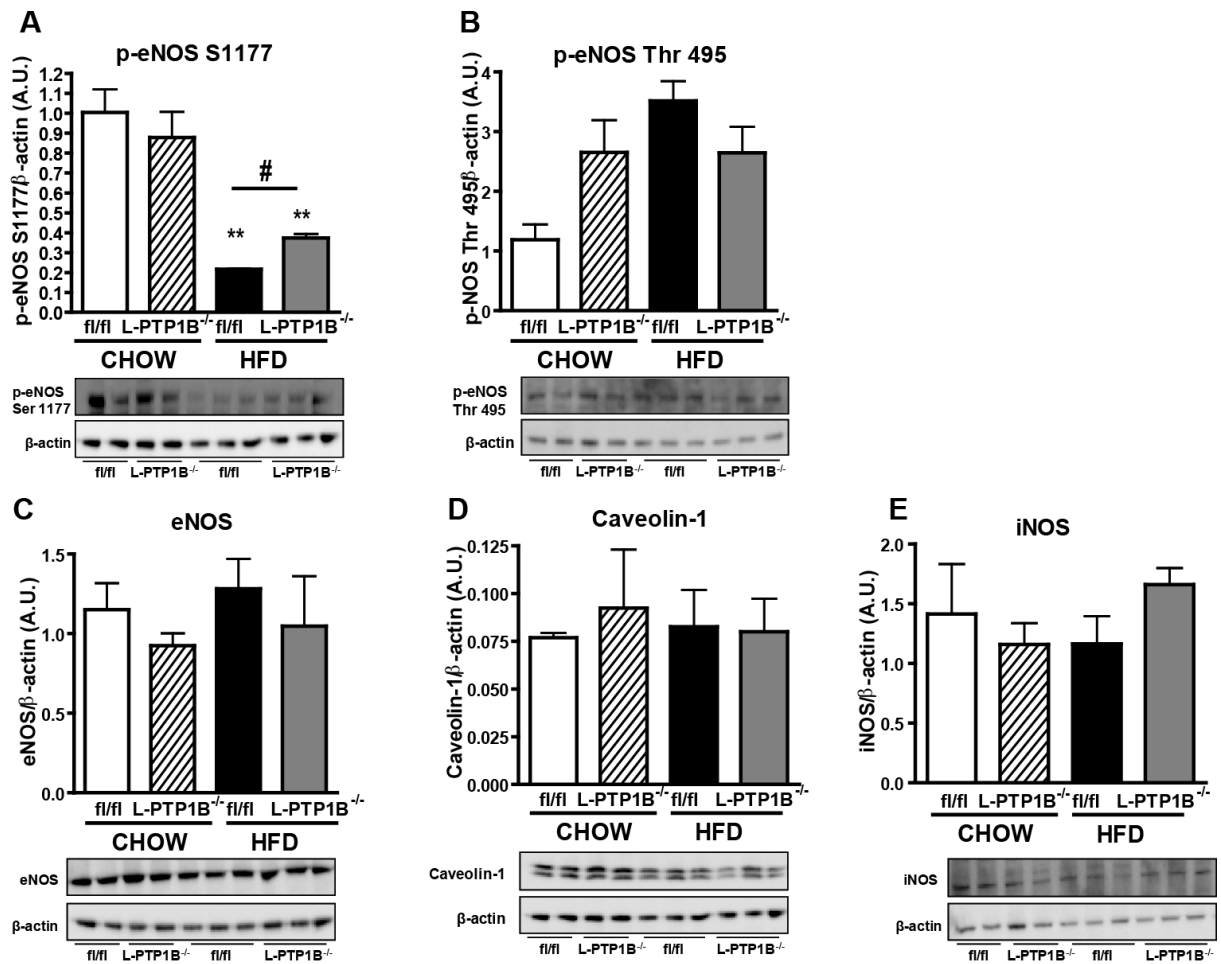 A
p-eNOS S1177
p-eNOS S1177/β-actin (A.U.)
1.2
1.1
1.0
0.9
0.8
0.7
0.6
0.5
0.4
0.3
0.2
0.1
0.0
#
**
**
fl/fl L-PTP1B-/- fl/fl L-PTP1B-/-
CHOW HFD
p-eNOS
Ser 1177
β-actin
fl/fl L-PTP1B-/- fl/fl L-PTP1B-/-
B
p-eNOS Thr 495
p-NOS Thr 495/β-actin (A.U.)
4
3
2
1
0
fl/fl L-PTP1B-/- fl/fl L-PTP1B-/-
CHOW HFD
p-eNOS
Thr 495
β-actin
fl/fl L-PTP1B-/- fl/fl L-PTP1B-/-
C
eNOS
eNOS/β-actin (A.U.)
1.5
1.0
0.5
0.0
fl/fl L-PTP1B-/- fl/fl L-PTP1B-/-
CHOW HFD
eNOS
β-actin
fl/fl L-PTP1B-/- fl/fl L-PTP1B-/-
D
Caveolin-1
Caveolin-1/β-actin (A.U.)
0.125
0.100
0.075
0.050
0.025
0.000
fl/fl L-PTP1B-/- fl/fl L-PTP1B-/-
CHOW HFD
Caveolin-1
β-actin
fl/fl L-PTP1B-/- fl/fl L-PTP1B-/-
E
iNOS
iNOS/β-actin (A.U.)
2.0
1.5
1.0
0.5
0.0
fl/fl L-PTP1B-/- fl/fl L-PTP1B-/-
CHOW HFD
iNOS
β-actin
fl/fl L-PTP1B-/- fl/fl L-PTP1B-/-